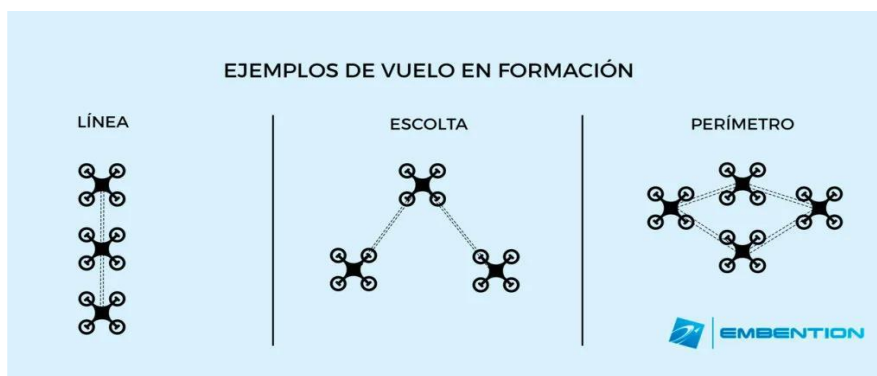 EJEMPLOS DE VUELO EN FORMACIÓN
LÍNEA
ESCOLTA
PERÍMETRO
EMBENTION